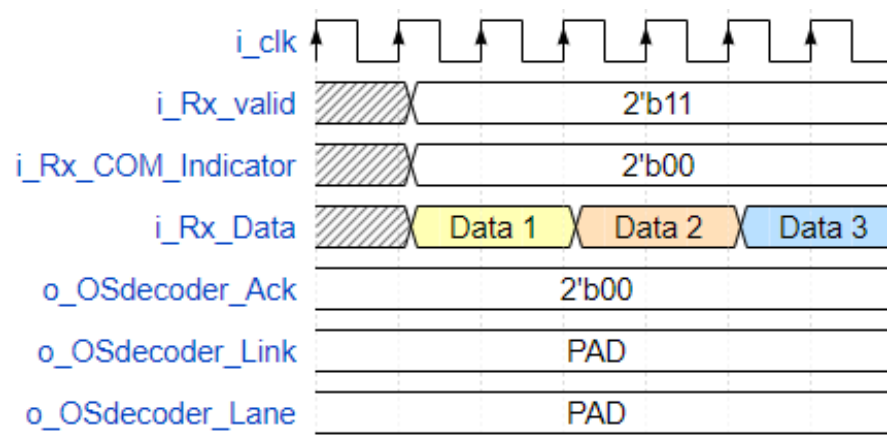 i_clk
i_Rx_valid 2'b11
i_Rx_COM_Indicator 2'b00
i_Rx_Data Data 1 Data 2 Data 3
o_OSdecoder_Ack 2'b00
o_OSdecoder_Link PAD
o_OSdecoder_Lane PAD